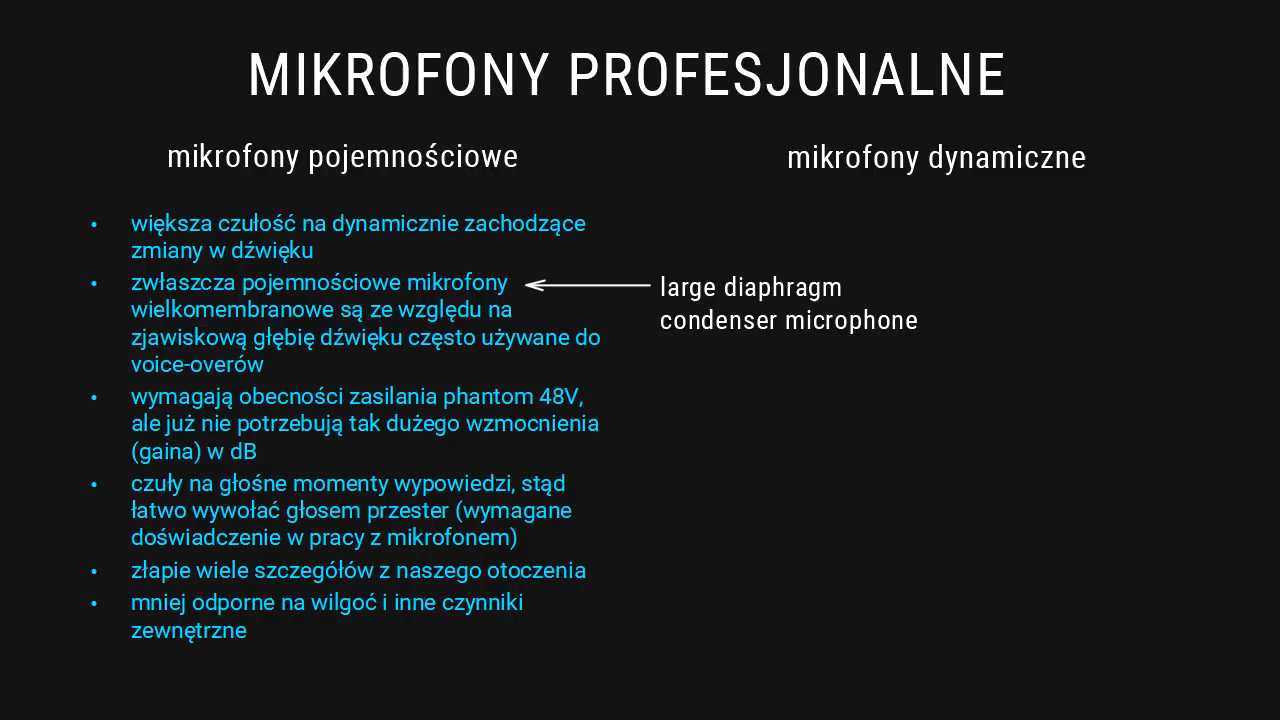 MIKROFONY PROFESJONALNE
mikrofony pojemnościowe
• większa czułość na dynamicznie zachodzące
zmiany w dźwięku
• zwłaszcza pojemnościowe mikrofony
wielkomembranowe są ze względu na
zjawiskową głębię dźwięku często używane do
voice-overów
• wymagają obecności zasilania phantom 48V,
ale już nie potrzebują tak dużego wzmocnienia
(gaina) w dB
• czuły na głośne momenty wypowiedzi, stąd
łatwo wywołać głosem przester (wymagane
doświadczenie w pracy z mikrofonem)
• złapie wiele szczegółów z naszego otoczenia
• mniej odporne na wilgoć i inne czynniki
zewnętrzne
mikrofony dynamiczne
large diaphragm
condenser microphone